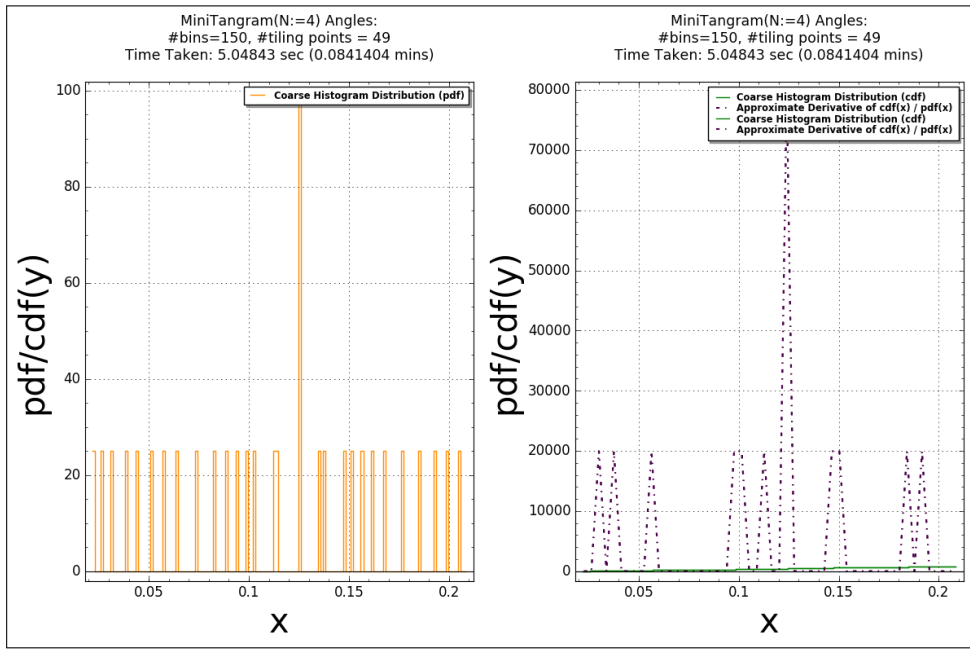 MiniTangram(N:=4) Angles:
#bins=150, #tiling points = 49
Time Taken: 5.04843 sec (0.0841404 mins)
Coarse Histogram Distribution (pdf)
100
80
60
40
20
0
0.05
0.1
0.15
0.2
pdf/cdf(y)
x
MiniTangram(N:=4) Angles:
#bins=150, #tiling points = 49
Time Taken: 5.04843 sec (0.0841404 mins)
Coarse Histogram Distribution (cdf)
Approximate Derivative of cdf(x) / pdf(x)
Coarse Histogram Distribution (cdf)
Approximate Derivative of cdf(x) / pdf(x)
80000
70000
60000
50000
40000
30000
20000
10000
0
0.05
0.1
0.15
0.2
pdf/cdf(y)
x